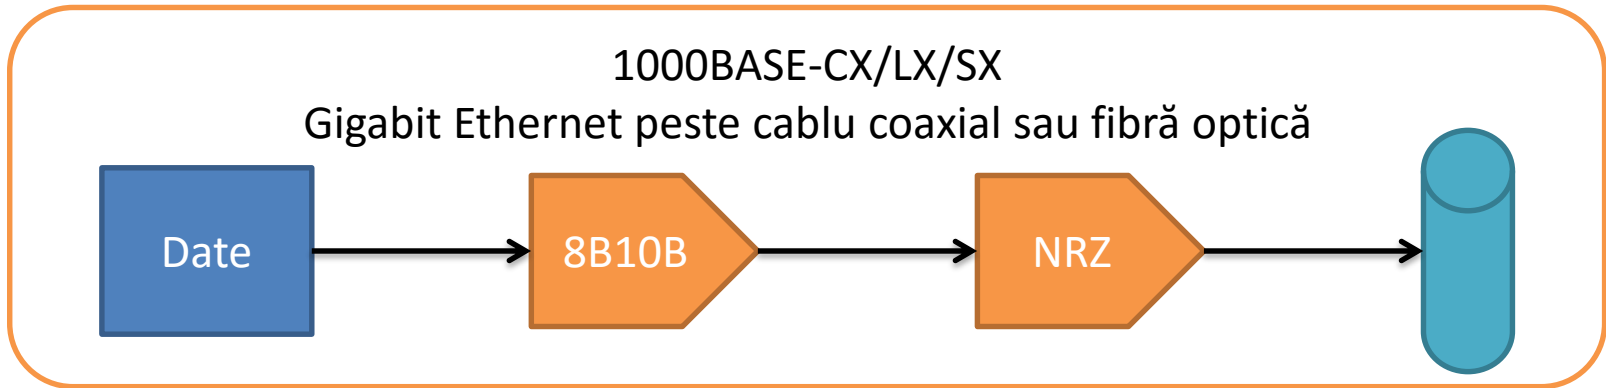 1000BASE-CX/LX/SX
Gigabit Ethernet peste cablu coaxial sau fibră optică
Date
8B10B
NRZ